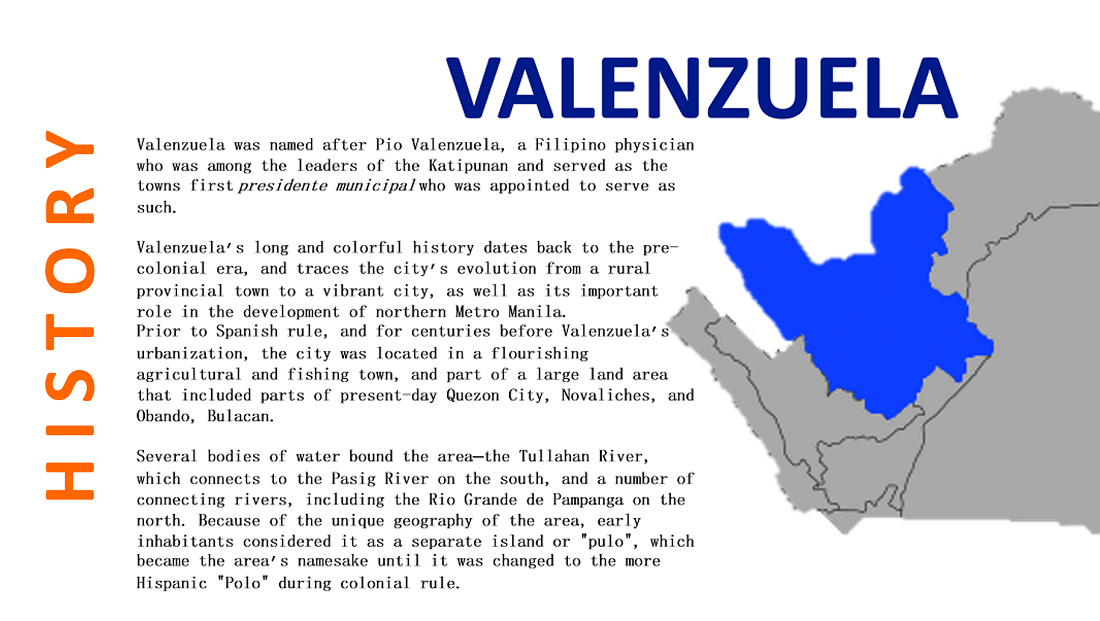 VALENZUELA
HISTORY
Valenzuela was named after Pio Valenzuela, a Filipino physician
who was among the leaders of the Katipunan and served as the
towns first presidente municipal who was appointed to serve as
such.
Valenzuela's long and colorful history dates back to the pre-
colonial era, and traces the city's evolution from a rural
provincial town to a vibrant city, as well as its important
role in the development of northern Metro Manila.
Prior to Spanish rule, and for centuries before Valenzuela's
urbanization, the city was located in a flourishing
agricultural and fishing town, and part of a large land area
that included parts of present-day Quezon City, Novaliches, and
Obando, Bulacan.
Several bodies of water bound the area—the Tullahan River,
which connects to the Pasig River on the south, and a number of
connecting rivers, including the Rio Grande de Pampanga on the
north. Because of the unique geography of the area, early
inhabitants considered it as a separate island or "pulo", which
became the area's namesake until it was changed to the more
Hispanic "Polo" during colonial rule.